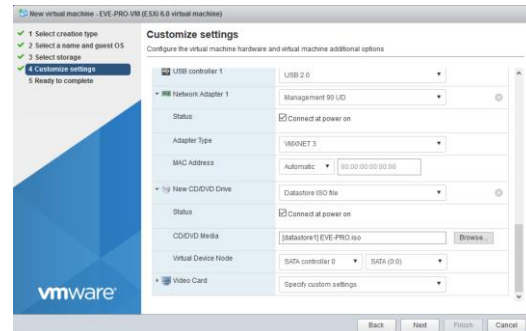 New virtual machine - EVE-PRO-VM (ESXi 6.0 virtual machine)
1 Select creation type
2 Select a name and guest OS
3 Select storage
4 Customize settings
5 Ready to complete
Customize settings
Configure the virtual machine hardware and virtual machine additional options
USB controller 1 USB 2.0
Network Adapter 1 Management 90 UD
Status Connect at power on
Adapter Type VMXNET 3
MAC Address Automatic 00:00:00:00:00:00
New CD/DVD Drive Datastore ISO file
Status Connect at power on
CD/DVD Media [datastore1] EVE-PRO.iso Browse...
Virtual Device Node SATA controller 0 SATA (0:0)
Video Card Specify custom settings
vmware
Back Next Finish Cancel